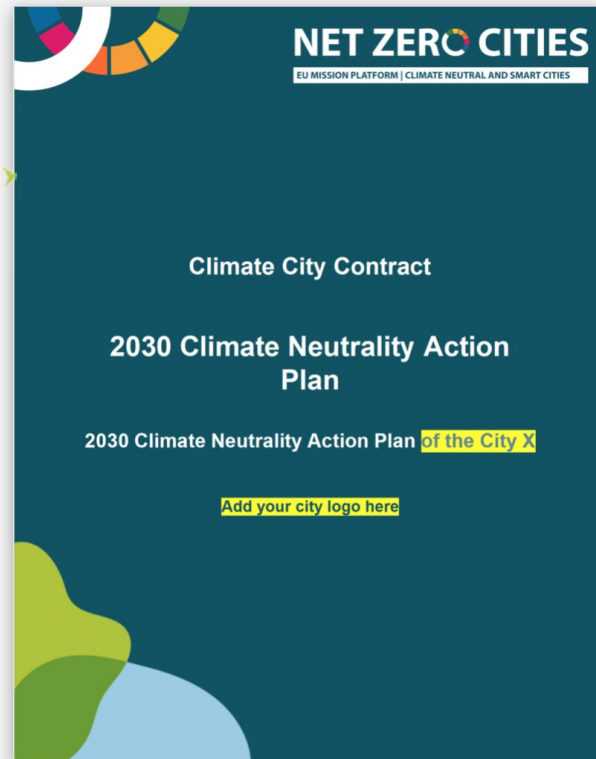 NET ZERO CITIES
EU MISSION PLATFORM | CLIMATE NEUTRAL AND SMART CITIES
Climate City Contract
2030 Climate Neutrality Action
Plan
2030 Climate Neutrality Action Plan of the City X
Add your city logo here